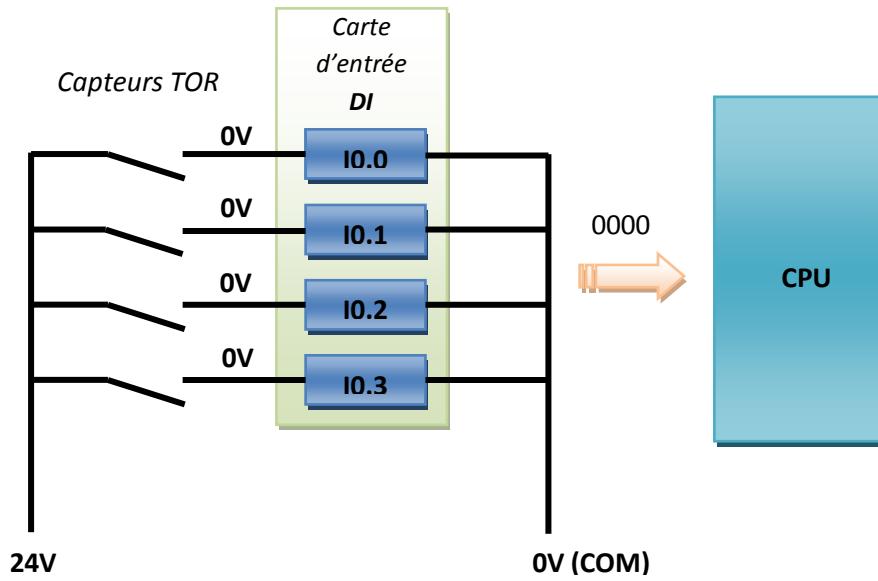 Carte
d'entrée
DI
Capteurs TOR
0V
I0.0
0V
I0.1
0V
I0.2
0V
I0.3
0000
CPU
24V
0V (COM)